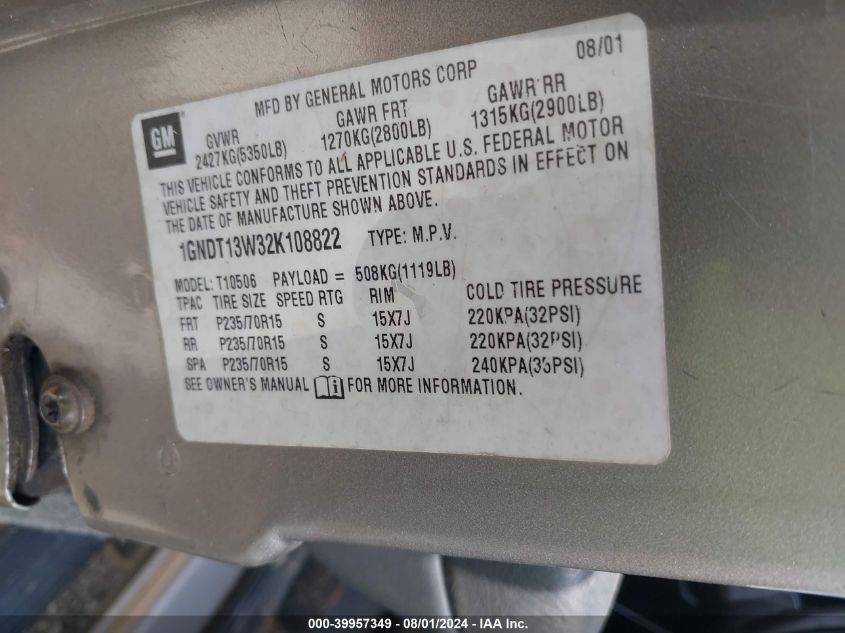 MFD BY GENERAL MOTORS CORP 08/01
GM
GVWR GAWR FRT GAWR RR
2427KG(5350LB) 1270KG(2800LB) 1315KG(2900LB)
THIS VEHICLE CONFORMS TO ALL APPLICABLE U.S. FEDERAL MOTOR
VEHICLE SAFETY AND THEFT PREVENTION STANDARDS IN EFFECT ON
THE DATE OF MANUFACTURE SHOWN ABOVE.
1GNDT13W32K108822 TYPE: M.P.V.
MODEL: T10506 PAYLOAD = 508KG(1119LB)
TPAC TIRE SIZE SPEED RTG RIM COLD TIRE PRESSURE
FRT P235/70R15 S 15X7J 220KPA(32PSI)
RR P235/70R15 S 15X7J 220KPA(32PSI)
SPA P235/70R15 S 15X7J 240KPA(35PSI)
SEE OWNER'S MANUAL FOR MORE INFORMATION.
000-39957349 - 08/01/2024 - IAA Inc.